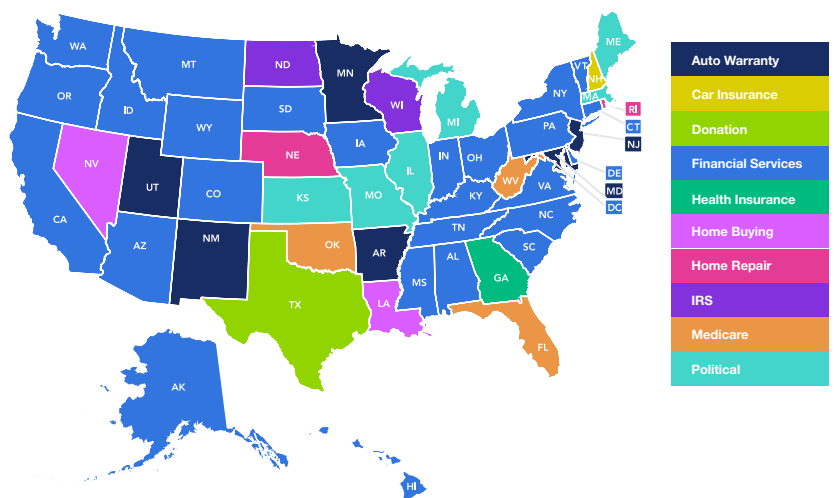 WA
MT
ND
MN
ME
VT
NH
OR
ID
SD
WI
MI
NY
MA
RI
WY
CT
IA
PA
NJ
NV
NE
IL
IN
OH
UT
CO
DE
CA
KS
MO
WV
VA
MD
KY
DC
AZ
NM
OK
AR
TN
NC
SC
MS
AL
GA
TX
LA
FL
AK
HI
Auto Warranty
Car Insurance
Donation
Financial Services
Health Insurance
Home Buying
Home Repair
IRS
Medicare
Political